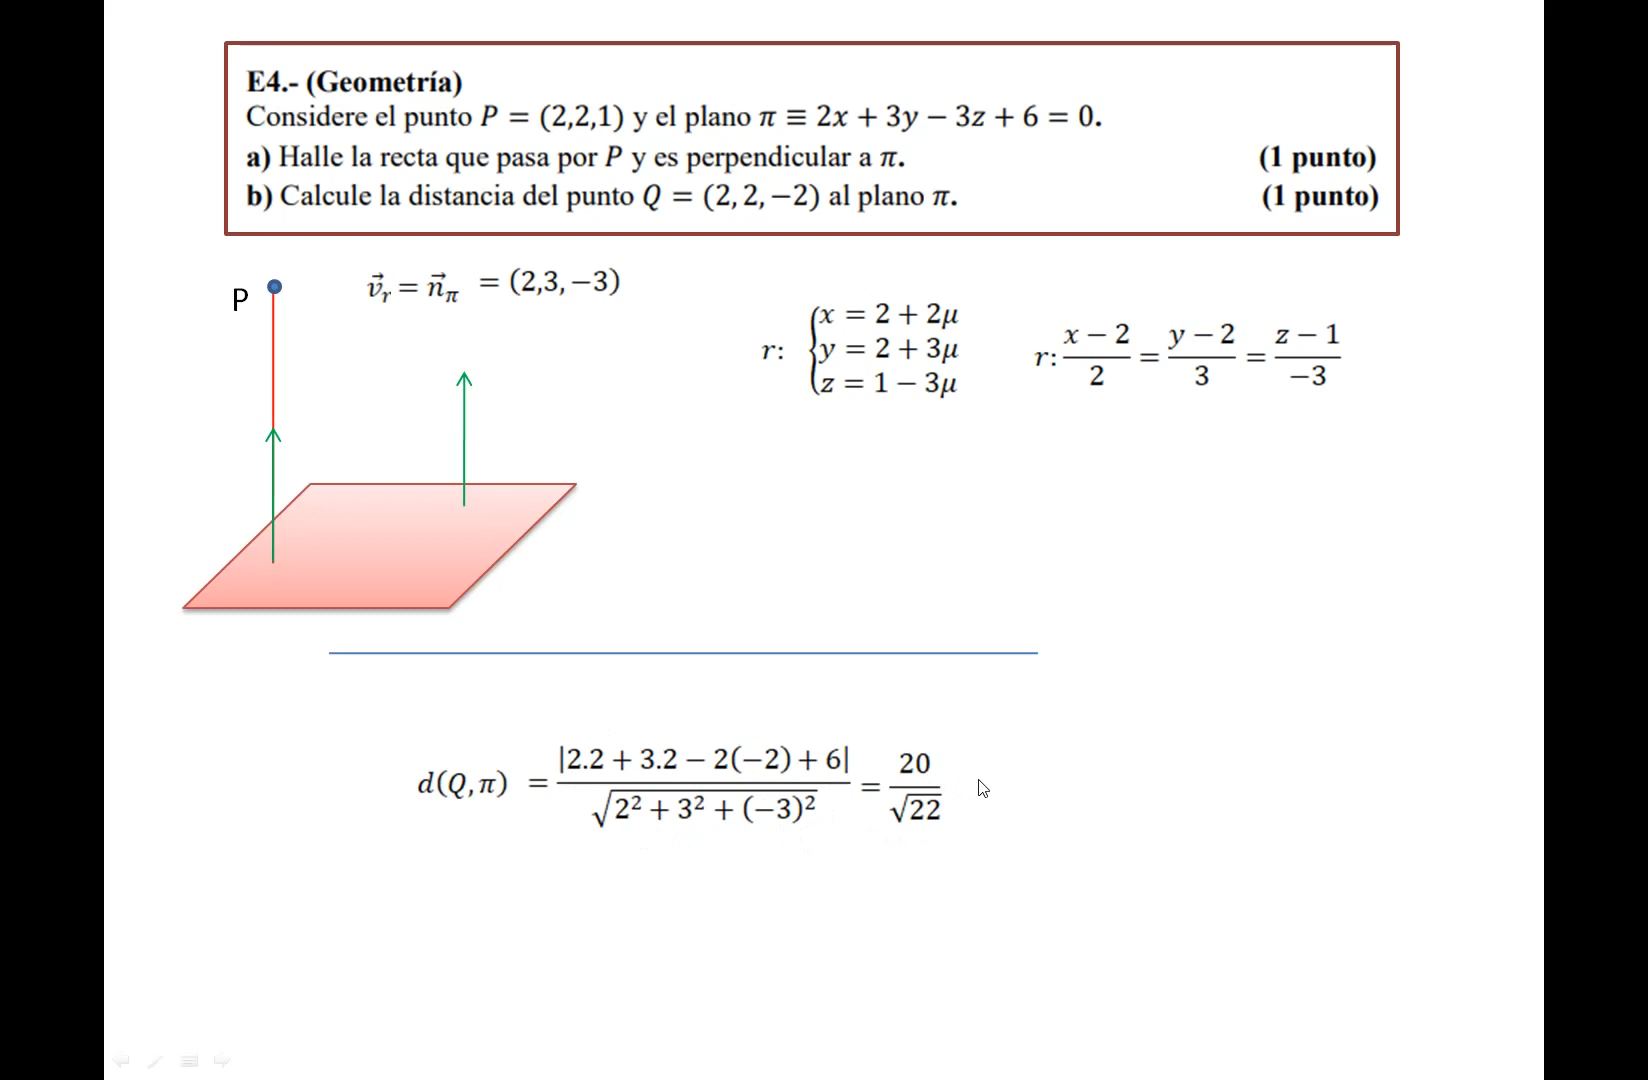 E4.- (Geometría)
Considere el punto P = (2,2,1) y el plano π ≡ 2x + 3y − 3z + 6 = 0.
a) Halle la recta que pasa por P y es perpendicular a π. (1 punto)
b) Calcule la distancia del punto Q = (2, 2, −2) al plano π. (1 punto)
P
v⃗_r = n⃗_π = (2,3, −3)
r: {x = 2 + 2μ
y = 2 + 3μ
z = 1 − 3μ
r: (x − 2)/2 = (y − 2)/3 = (z − 1)/−3
d(Q, π) = |2.2 + 3.2 − 2(−2) + 6|/√(2² + 3² + (−3)²) = 20/√22